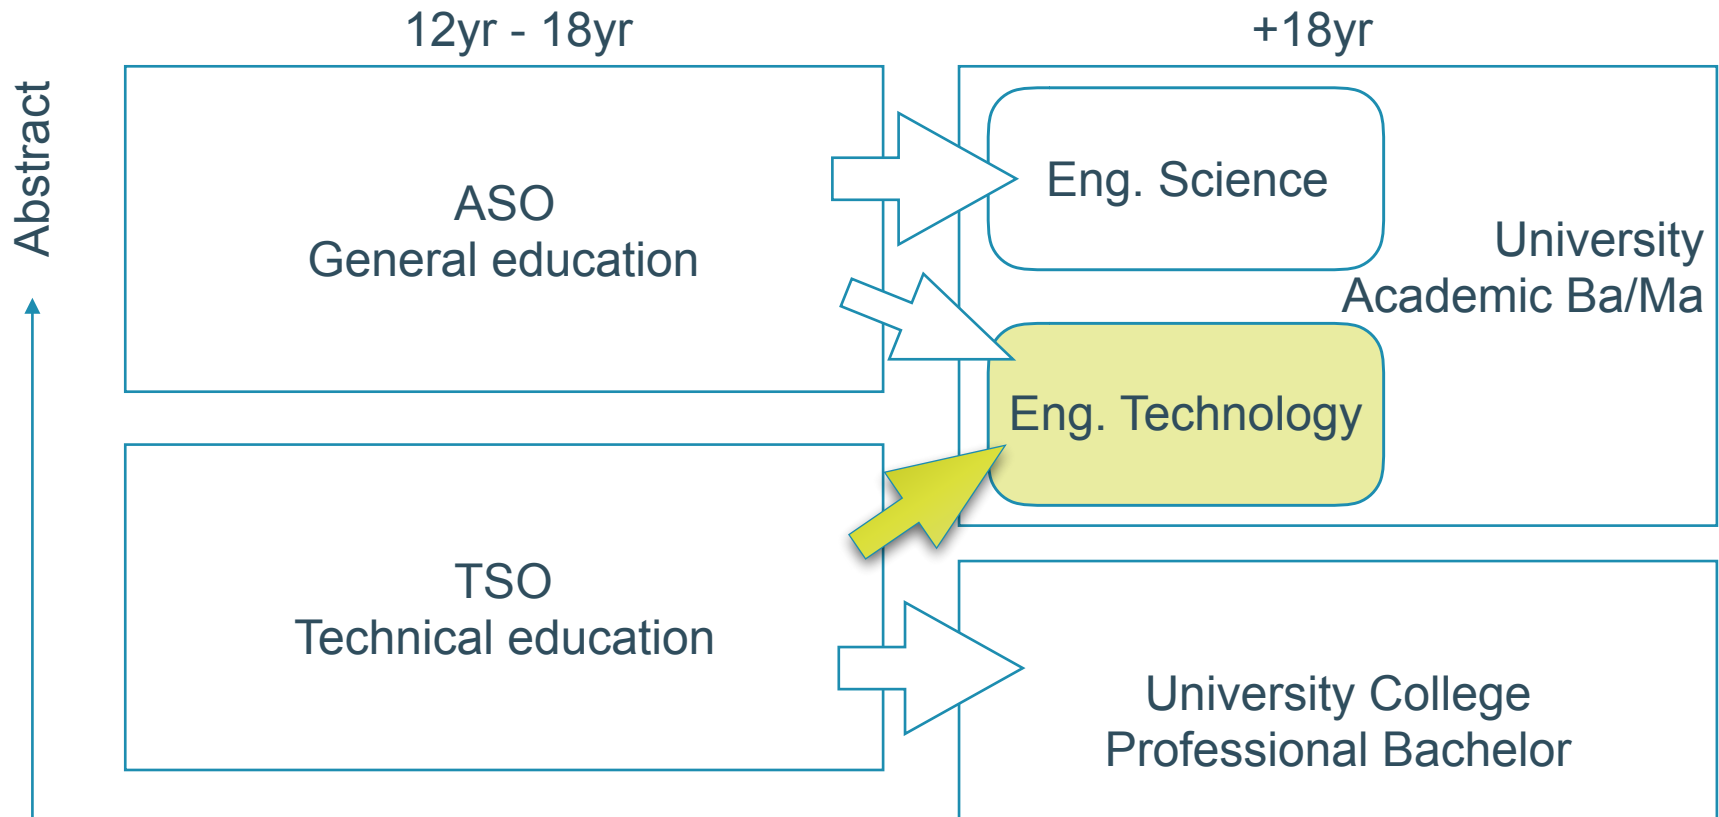 12yr - 18yr
+18yr
Abstract
ASO
General education
Eng. Science
University
Academic Ba/Ma
Eng. Technology
TSO
Technical education
University College
Professional Bachelor